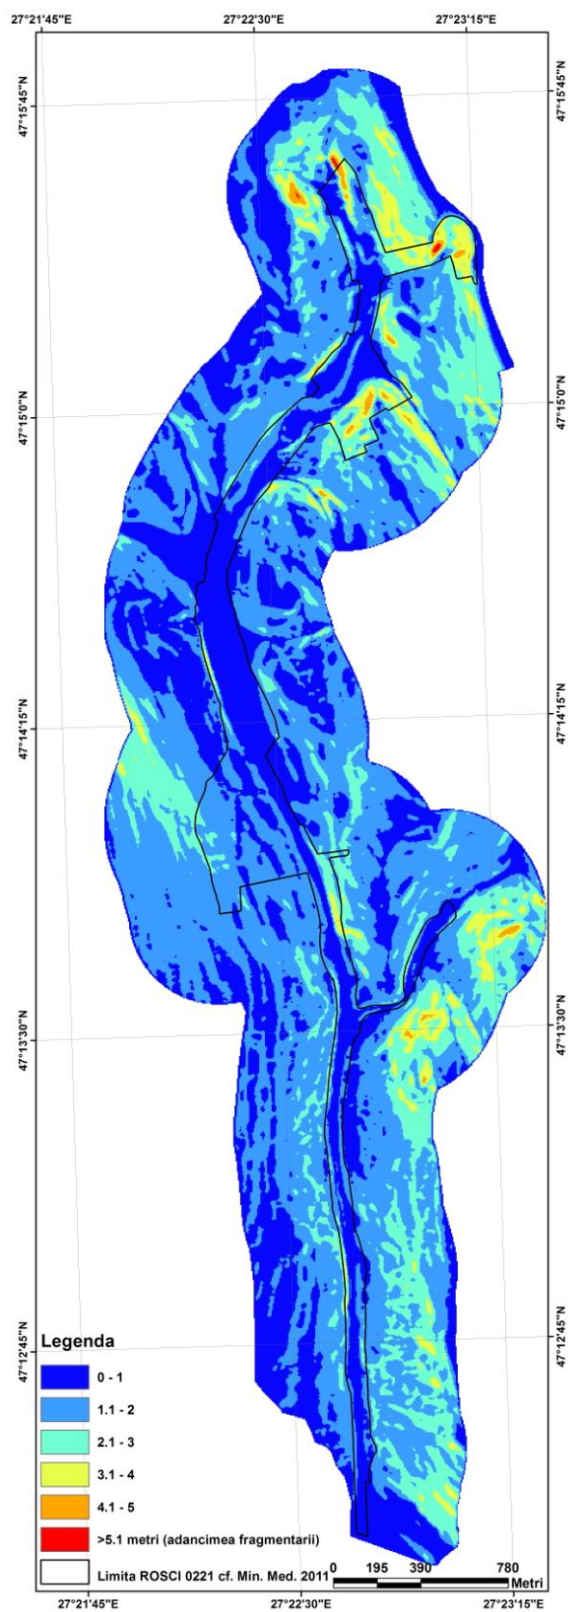 27°21'45"E 27°22'30"E 27°23'15"E
47°15'45"N 47°15'45"N
47°15'0"N 47°15'0"N
47°14'15"N 47°14'15"N
47°13'30"N 47°13'30"N
47°12'45"N 47°12'45"N
Legenda
0 - 1
1.1 - 2
2.1 - 3
3.1 - 4
4.1 - 5
>5.1 metri (adancimea fragmentarii)
Limita ROSCI 0221 cf. Min. Med. 2011
0 195 390 780
Metri
27°21'45"E 27°22'30"E 27°23'15"E